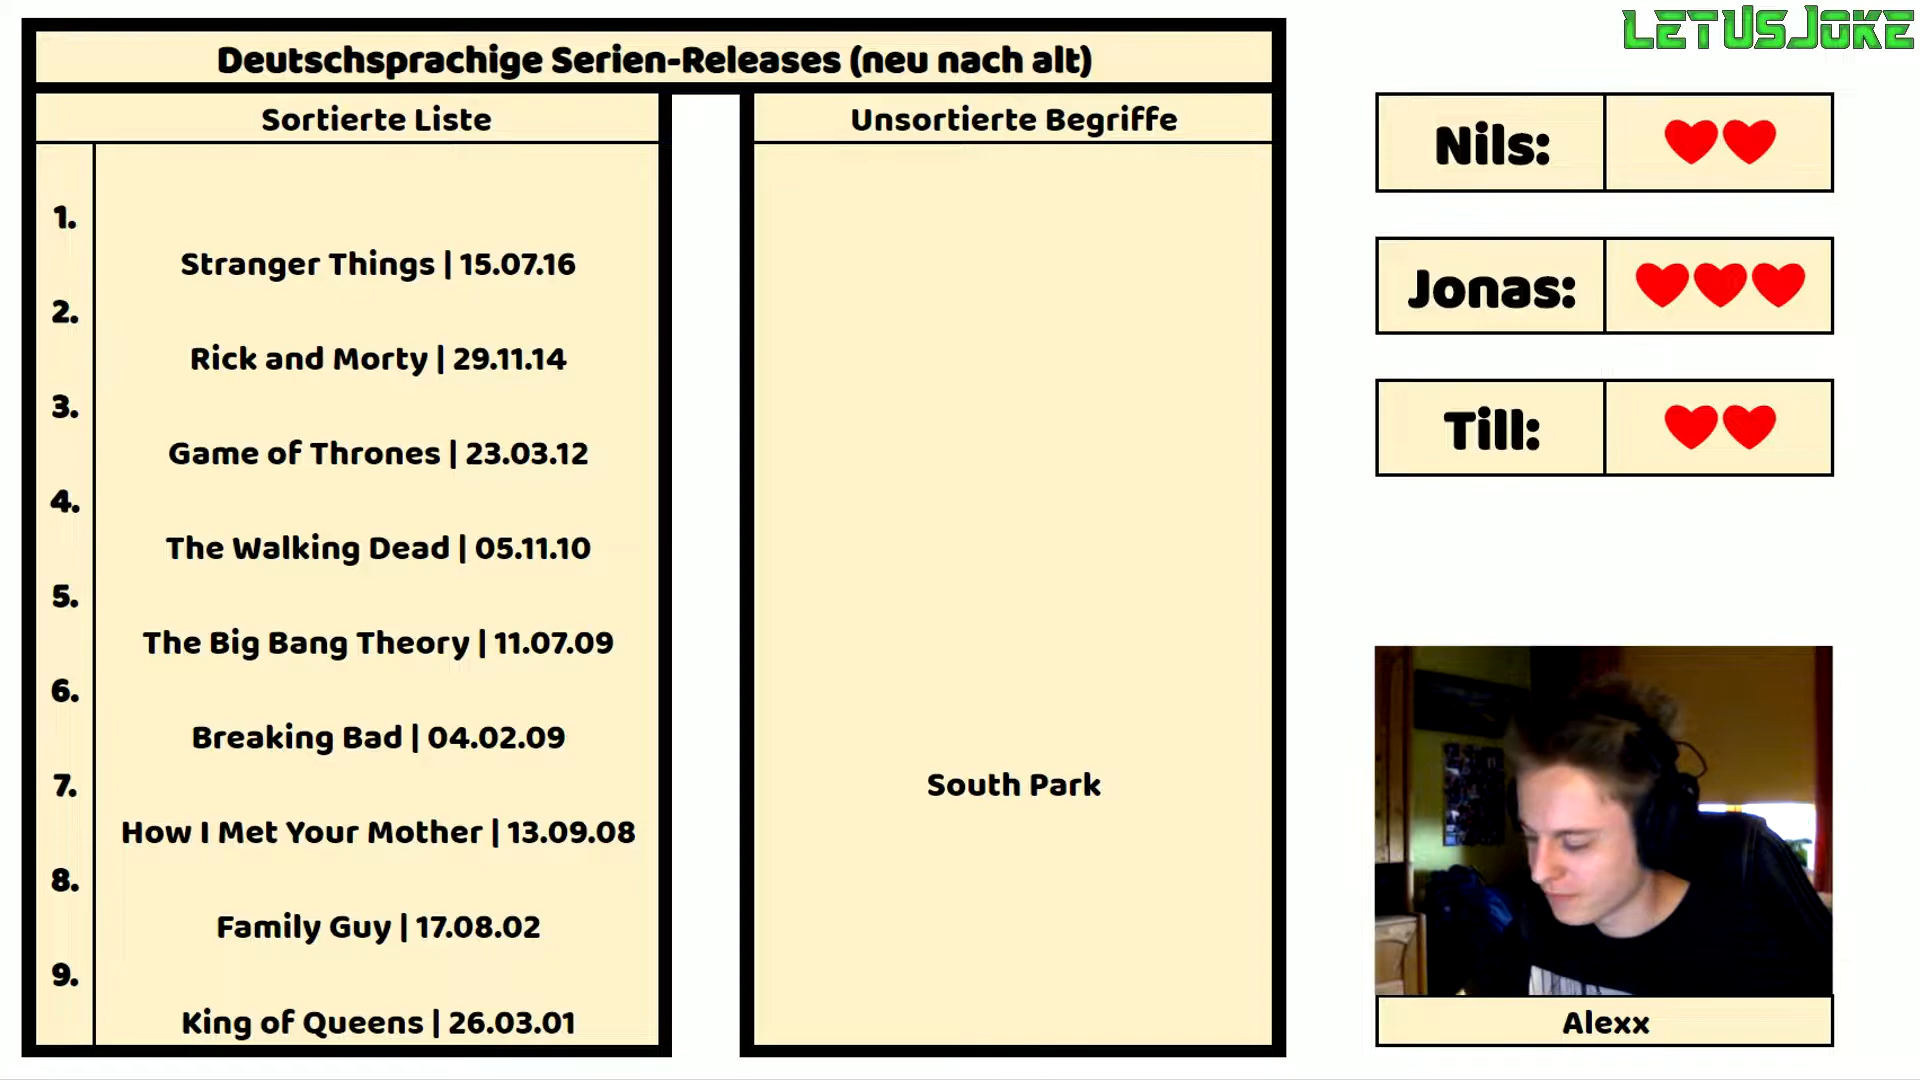 LETUSJOKE
Deutschsprachige Serien-Releases (neu nach alt)
Sortierte Liste
Unsortierte Begriffe
1.
Stranger Things | 15.07.16
2.
Rick and Morty | 29.11.14
3.
Game of Thrones | 23.03.12
4.
The Walking Dead | 05.11.10
5.
The Big Bang Theory | 11.07.09
6.
Breaking Bad | 04.02.09
7.
How I Met Your Mother | 13.09.08
8.
Family Guy | 17.08.02
9.
King of Queens | 26.03.01
South Park
Nils:
Jonas:
Till:
Alexx